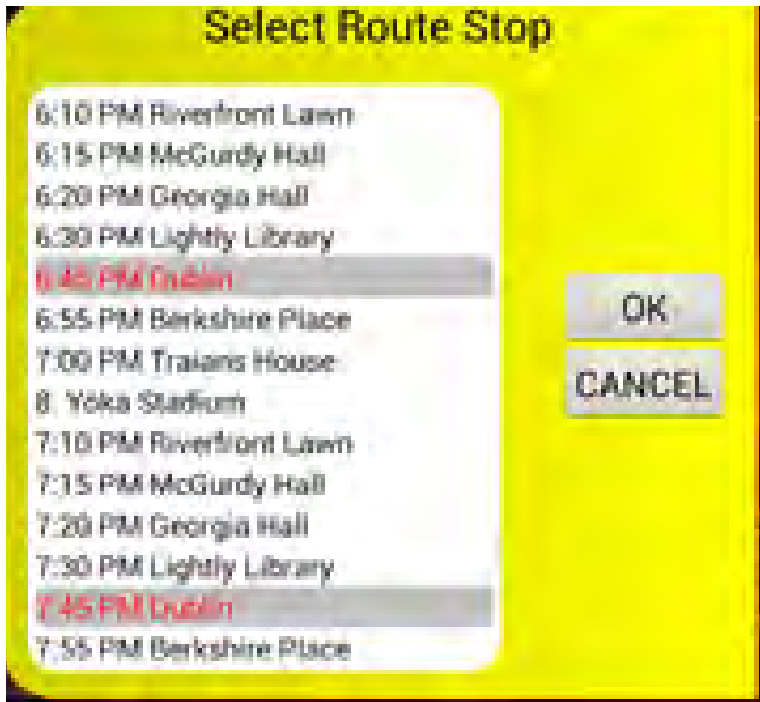 Select Route Stop
6:10 PM Riverfront Lawn
6:15 PM McGurdy Hall
6:20 PM Georgia Hall
6:30 PM Lightly Library
6:45 PM Dublin
6:55 PM Berkshire Place
7:00 PM Traians House
8. Yoka Stadium
7:10 PM Riverfront Lawn
7:15 PM McGurdy Hall
7:20 PM Georgia Hall
7:30 PM Lightly Library
7:45 PM Dublin
7:55 PM Berkshire Place
OK
CANCEL